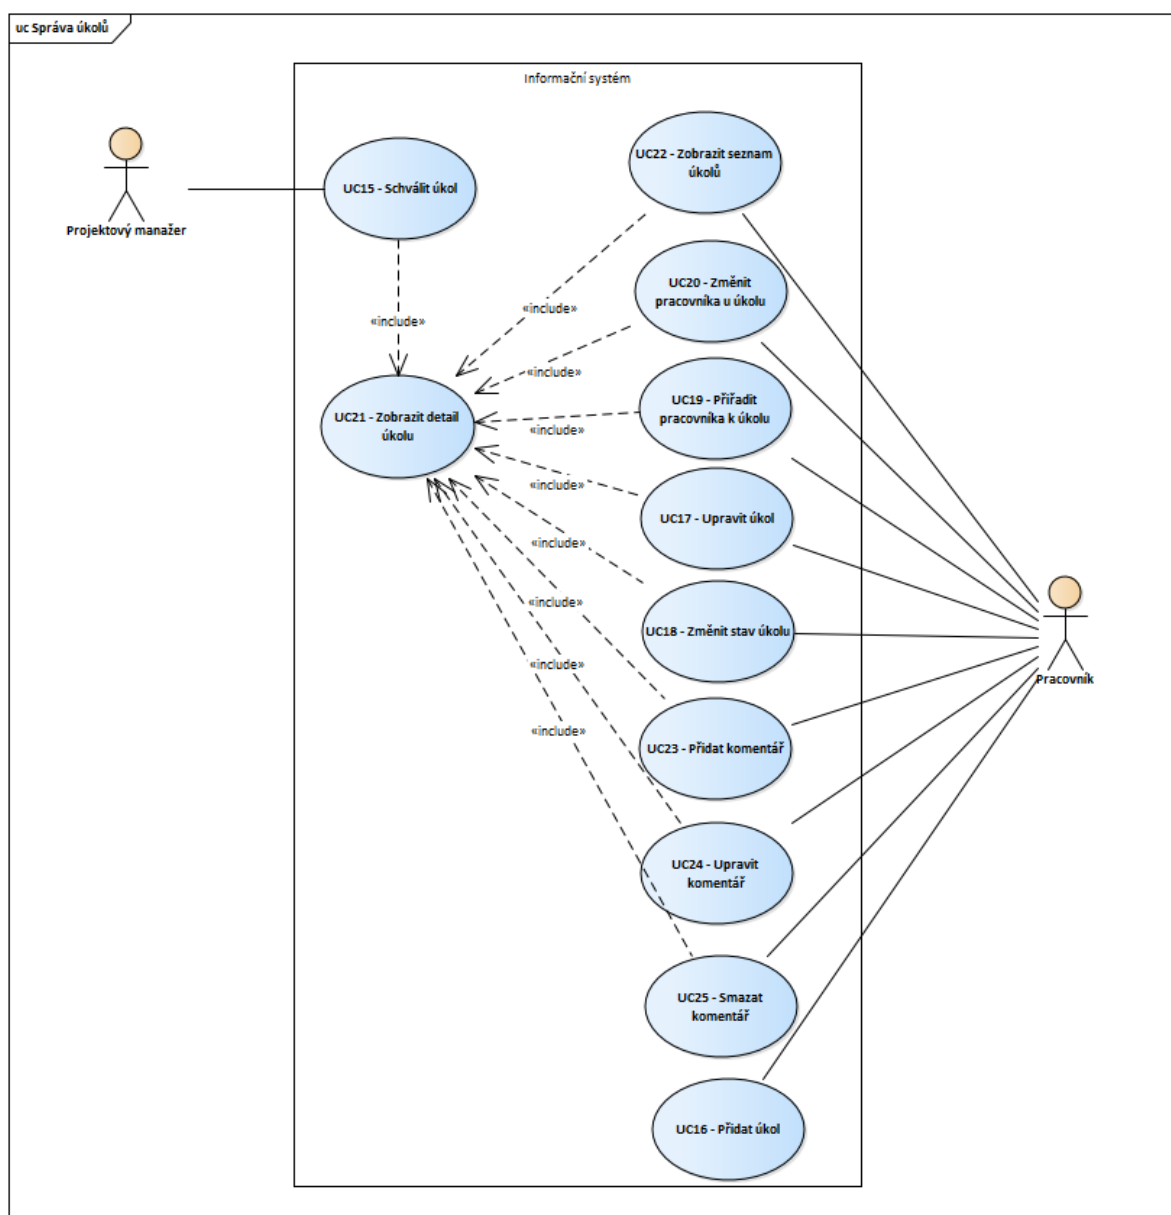 uc Správa úkolů
Informační systém
Projektový manažer
UC15 - Schválit úkol
«include»
UC21 - Zobrazit detail
úkolu
UC22 - Zobrazit seznam
úkolů
«include»
UC20 - Změnit
pracovníka u úkolu
«include»
UC19 - Přiřadit
pracovníka k úkolu
«include»
UC17 - Upravit úkol
«include»
UC18 - Změnit stav úkolu
«include»
UC23 - Přidat komentář
«include»
UC24 - Upravit
komentář
«include»
UC25 - Smazat
komentář
«include»
UC16 - Přidat úkol
Pracovník